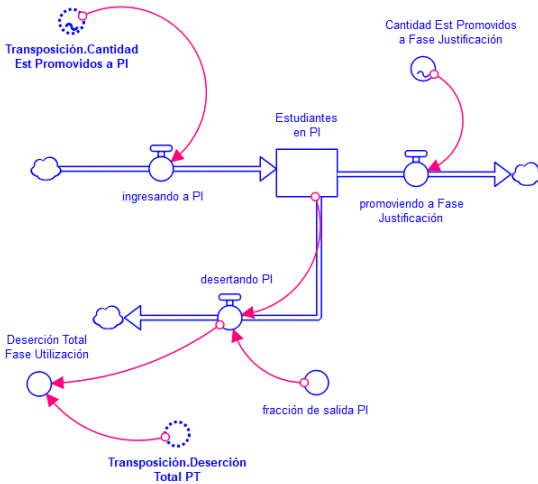 Transposición.Cantidad
Est Promovidos a PI
Cantidad Est Promovidos
a Fase Justificación
Estudiantes
en PI
ingresando a PI
promoviendo a Fase
Justificación
desertando PI
Deserción Total
Fase Utilización
fracción de salida PI
Transposición.Deserción
Total PT